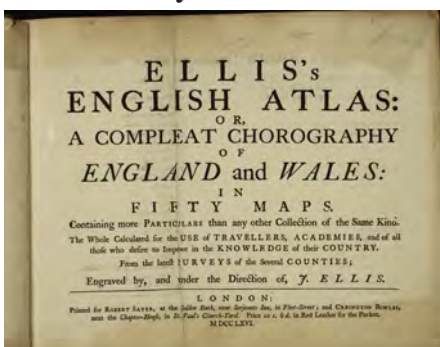 ELLIS's
ENGLISH ATLAS:
OR,
A COMPLEAT CHOROGRAPHY
OF
ENGLAND and WALES:
IN
FIFTY MAPS.
Containing more PARTICULARS than any other Collection of the Same Kind.
The Whole Calculated for the USE of TRAVELLERS, ACADEMIES, and of all
those who desire to Improve in the KNOWLEDGE of their COUNTRY.
From the latest SURVEYS of the Several COUNTIES;
Engraved by, and under the Direction of, J. ELLIS.
LONDON:
Printed for ROBERT SAYER, at the Golden Buck, near Serjeants Inn, in Fleet-Street; and CARINGTON BOWLES,
next the Chapter-House, in St. Paul's Church-Yard. Price in Red Leather for the Pocket.
MDCCLXVI.